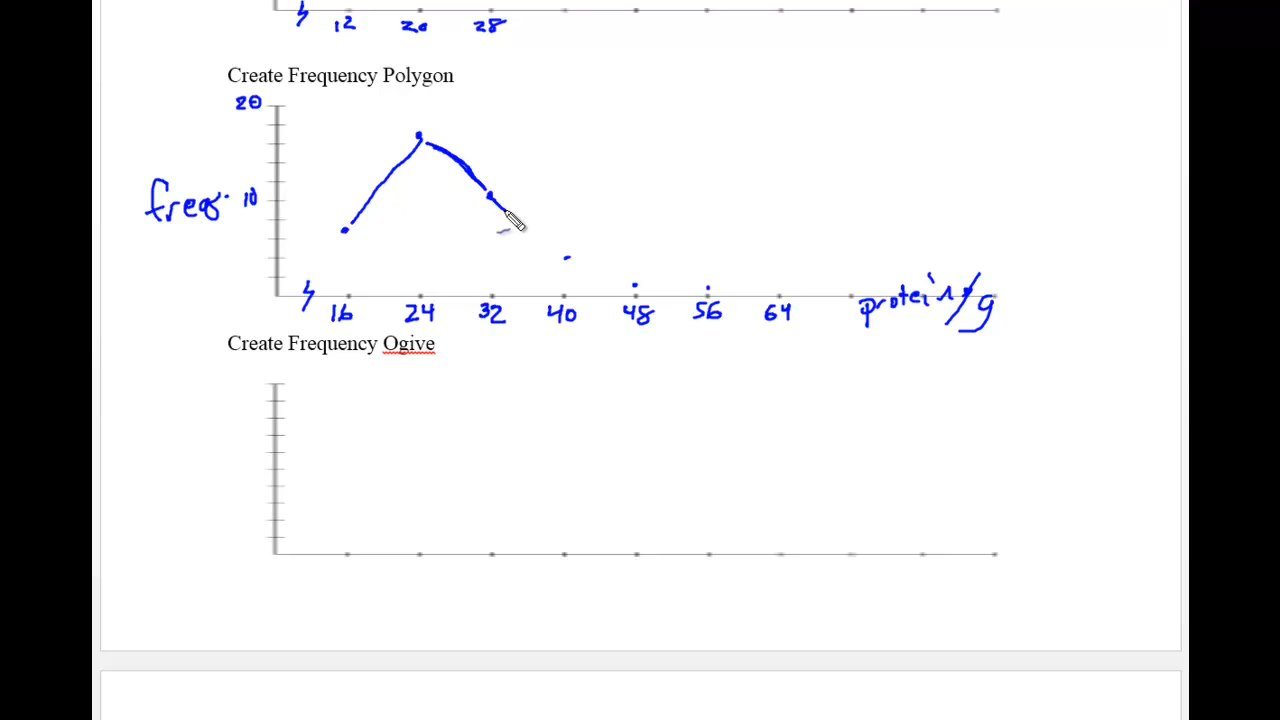 12 20 28
Create Frequency Polygon
20
freq. 10
16 24 32 40 48 56 64 protein/g
Create Frequency Ogive